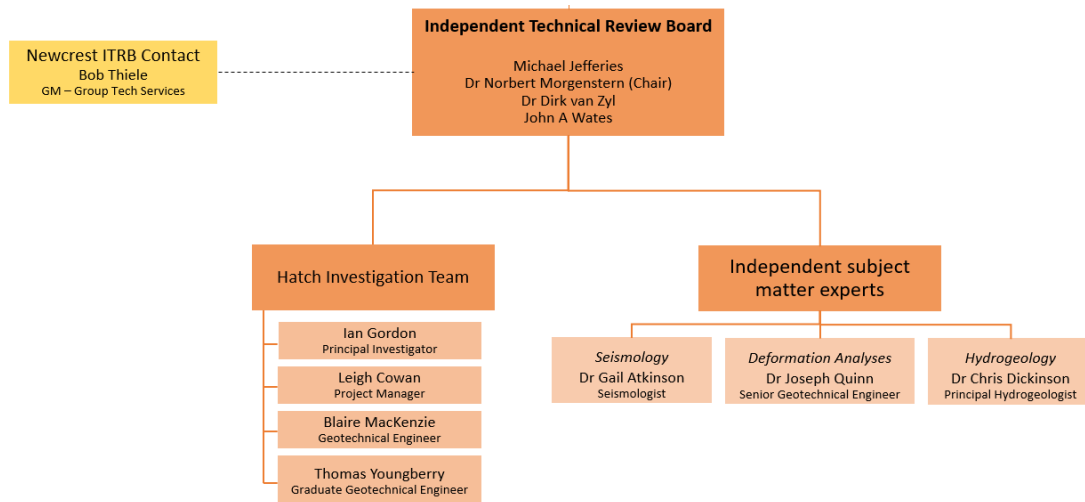 Independent Technical Review Board
Michael Jefferies
Dr Norbert Morgenstern (Chair)
Dr Dirk van Zyl
John A Wates
Newcrest ITRB Contact
Bob Thiele
GM – Group Tech Services
Hatch Investigation Team
Ian Gordon
Principal Investigator
Leigh Cowan
Project Manager
Blaire MacKenzie
Geotechnical Engineer
Thomas Youngberry
Graduate Geotechnical Engineer
Independent subject
matter experts
Seismology
Dr Gail Atkinson
Seismologist
Deformation Analyses
Dr Joseph Quinn
Senior Geotechnical Engineer
Hydrogeology
Dr Chris Dickinson
Principal Hydrogeologist